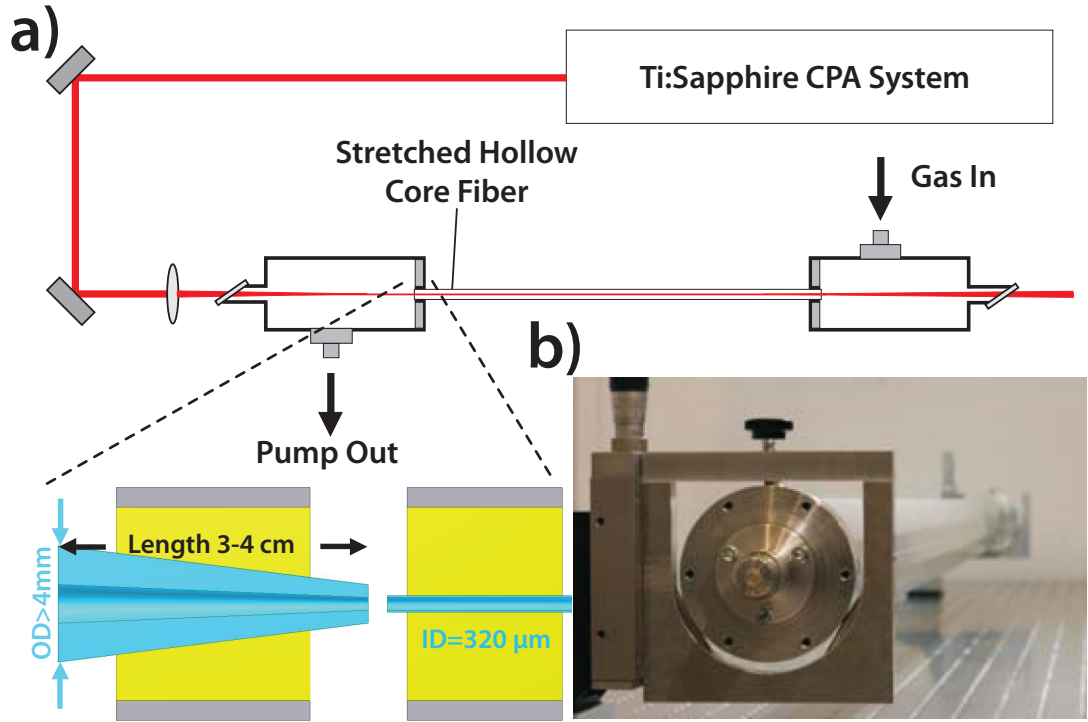 a)
Ti:Sapphire CPA System
Stretched Hollow
Core Fiber
Gas In
b)
Pump Out
Length 3-4 cm
OD>4mm
ID=320 μm